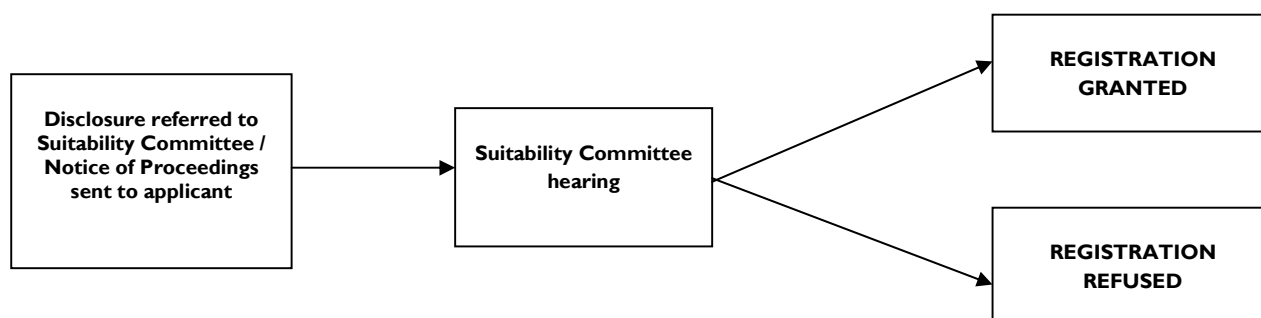 Disclosure referred to
Suitability Committee /
Notice of Proceedings
sent to applicant
Suitability Committee
hearing
REGISTRATION
GRANTED
REGISTRATION
REFUSED